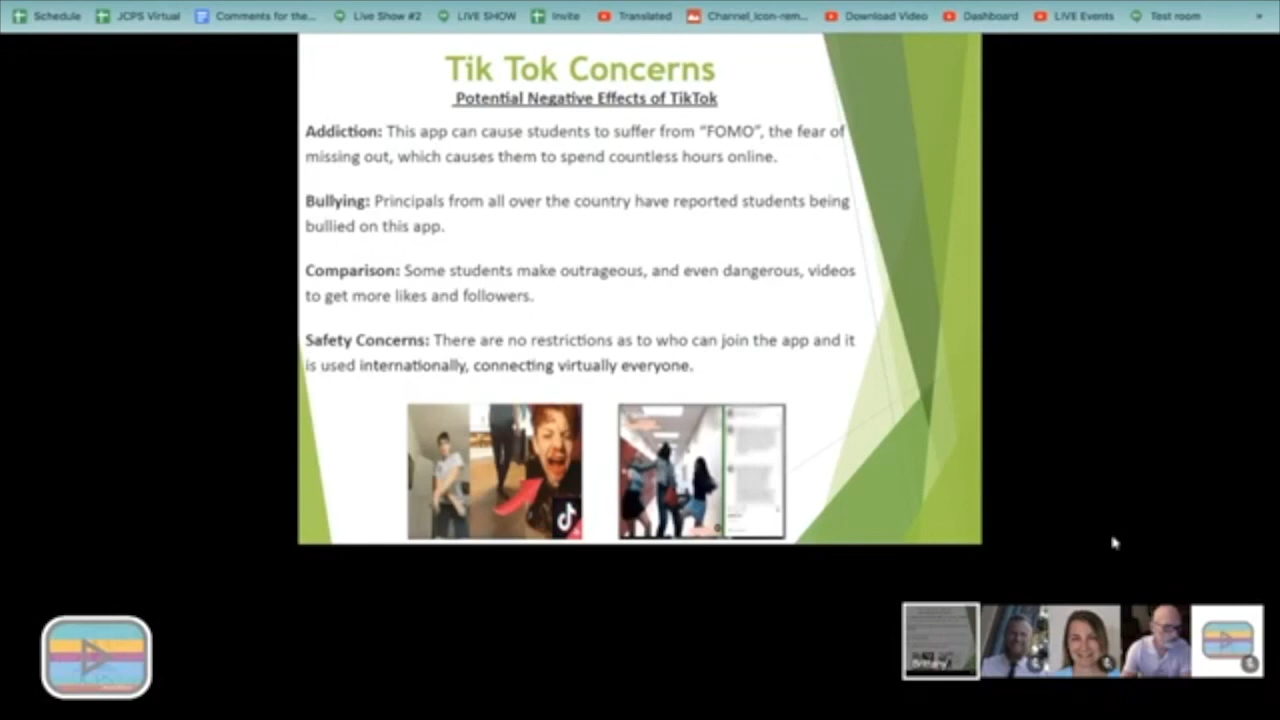 Schedule JCPS Virtual Comments for the... Live Show #2 LIVE SHOW Invite Translated Channel_Icon-rem... Download Video Dashboard LIVE Events Test room »
Tik Tok Concerns
Potential Negative Effects of TikTok
Addiction: This app can cause students to suffer from “FOMO”, the fear of
missing out, which causes them to spend countless hours online.
Bullying: Principals from all over the country have reported students being
bullied on this app.
Comparison: Some students make outrageous, and even dangerous, videos
to get more likes and followers.
Safety Concerns: There are no restrictions as to who can join the app and it
is used internationally, connecting virtually everyone.
Brittany